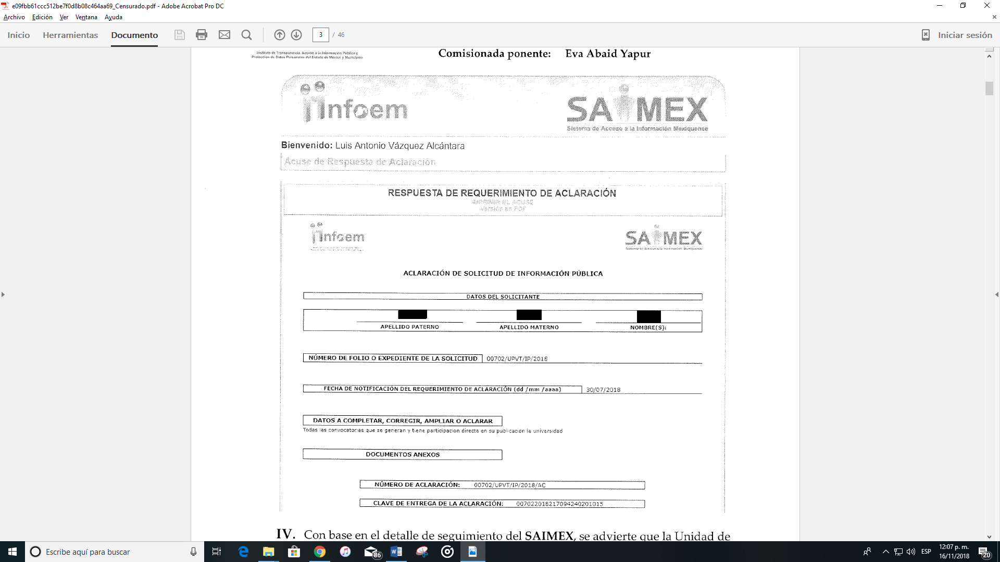 e09fbb61ccc512be7f0d8b08c464aa69_Censurado.pdf - Adobe Acrobat Pro DC
Archivo Edición Ver Ventana Ayuda
Inicio Herramientas Documento 3 / 46 Iniciar sesión
Instituto de Transparencia, Acceso a la Información Pública y
Protección de Datos Personales del Estado de México y Municipios
Comisionada ponente: Eva Abaid Yapur
infoem
SAIMEX
Sistema de Acceso a la Información Mexiquense
Bienvenido: Luis Antonio Vázquez Alcántara
Acuse de Respuesta de Aclaración
RESPUESTA DE REQUERIMIENTO DE ACLARACIÓN
IMPRIMIR EL ACUSE
Versión en PDF
infoem
SAIMEX
Sistema de Acceso a la Información Mexiquense
ACLARACIÓN DE SOLICITUD DE INFORMACIÓN PÚBLICA
DATOS DEL SOLICITANTE
APELLIDO PATERNO APELLIDO MATERNO NOMBRE(S):
NÚMERO DE FOLIO O EXPEDIENTE DE LA SOLICITUD 00702/UPVT/IP/2018
FECHA DE NOTIFICACIÓN DEL REQUERIMIENTO DE ACLARACIÓN (dd /mm /aaaa) 30/07/2018
DATOS A COMPLETAR, CORREGIR, AMPLIAR O ACLARAR
Todas las convocatorias que se generan y tiene participacion directa en su publicacion la universidad
DOCUMENTOS ANEXOS
NÚMERO DE ACLARACIÓN: 00702/UPVT/IP/2018/AC
CLAVE DE ENTREGA DE LA ACLARACIÓN: 007022018217094240201015
IV. Con base en el detalle de seguimiento del SAIMEX, se advierte que la Unidad de
Escribe aquí para buscar
86
ESP
12:07 p. m.
16/11/2018
20